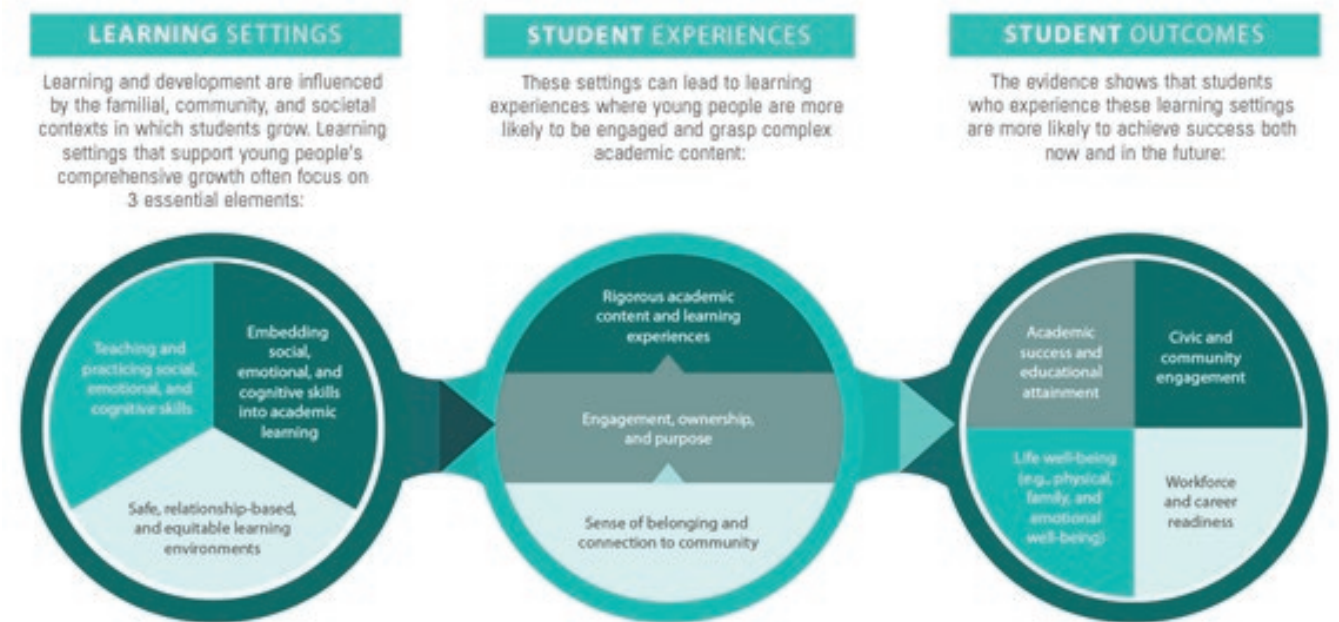 LEARNING SETTINGS
Learning and development are influenced
by the familial, community, and societal
contexts in which students grow. Learning
settings that support young people's
comprehensive growth often focus on
3 essential elements:
STUDENT EXPERIENCES
These settings can lead to learning
experiences where young people are more
likely to be engaged and grasp complex
academic content:
STUDENT OUTCOMES
The evidence shows that students
who experience these learning settings
are more likely to achieve success both
now and in the future:
Teaching and
practicing social,
emotional, and
cognitive skills
Embedding
social,
emotional, and
cognitive skills
into academic
learning
Safe, relationship-based,
and equitable learning
environments
Rigorous academic
content and learning
experiences
Engagement, ownership,
and purpose
Sense of belonging and
connection to community
Academic
success and
educational
attainment
Civic and
community
engagement
Life well-being
(e.g., physical,
family, and
emotional
well-being)
Workforce
and career
readiness